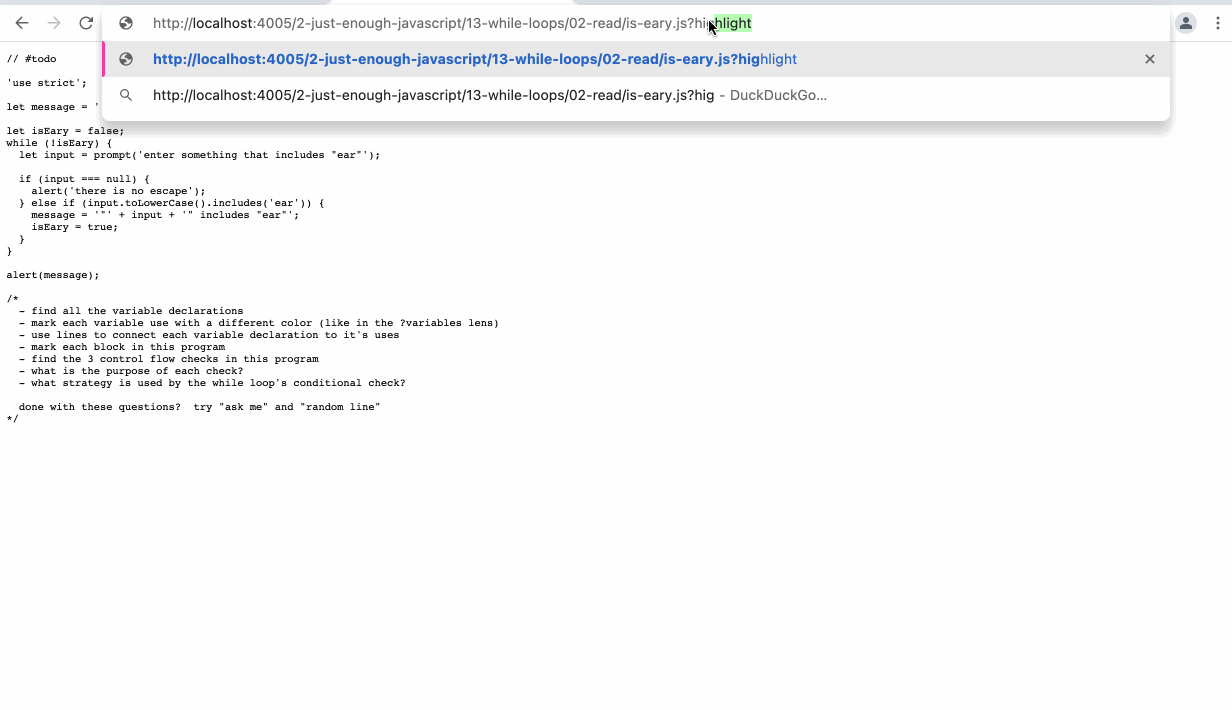 http://localhost:4005/2-just-enough-javascript/13-while-loops/02-read/is-eary.js?highlight
http://localhost:4005/2-just-enough-javascript/13-while-loops/02-read/is-eary.js?highlight
http://localhost:4005/2-just-enough-javascript/13-while-loops/02-read/is-eary.js?hig - DuckDuckGo...
// #todo
'use strict';
let message = '
let isEary = false;
while (!isEary) {
  let input = prompt('enter something that includes "ear"');
  if (input === null) {
    alert('there is no escape');
  } else if (input.toLowerCase().includes('ear')) {
    message = '"' + input + '" includes "ear"';
    isEary = true;
  }
}
alert(message);
/*
  - find all the variable declarations
  - mark each variable use with a different color (like in the ?variables lens)
  - use lines to connect each variable declaration to it's uses
  - mark each block in this program
  - find the 3 control flow checks in this program
  - what is the purpose of each check?
  - what strategy is used by the while loop's conditional check?
  done with these questions?  try "ask me" and "random line"
*/